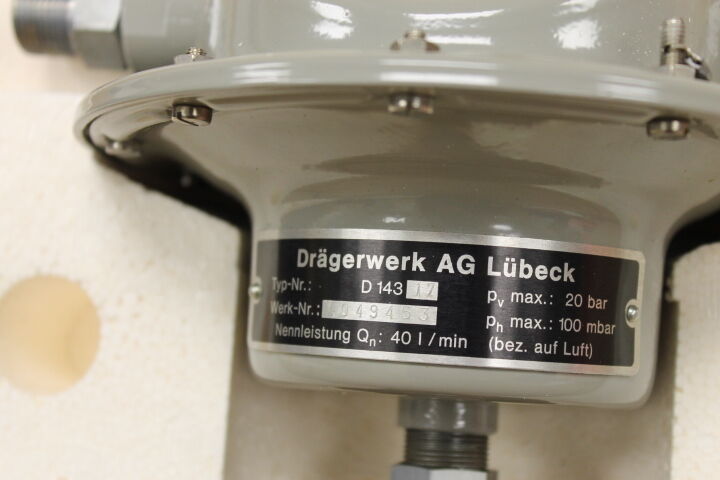 Drägerwerk AG Lübeck
Typ-Nr.: D 143 17
Werk-Nr.:
Nennleistung Qn: 40 l / min
pv max.: 20 bar
ph max.: 100 mbar
(bez. auf Luft)